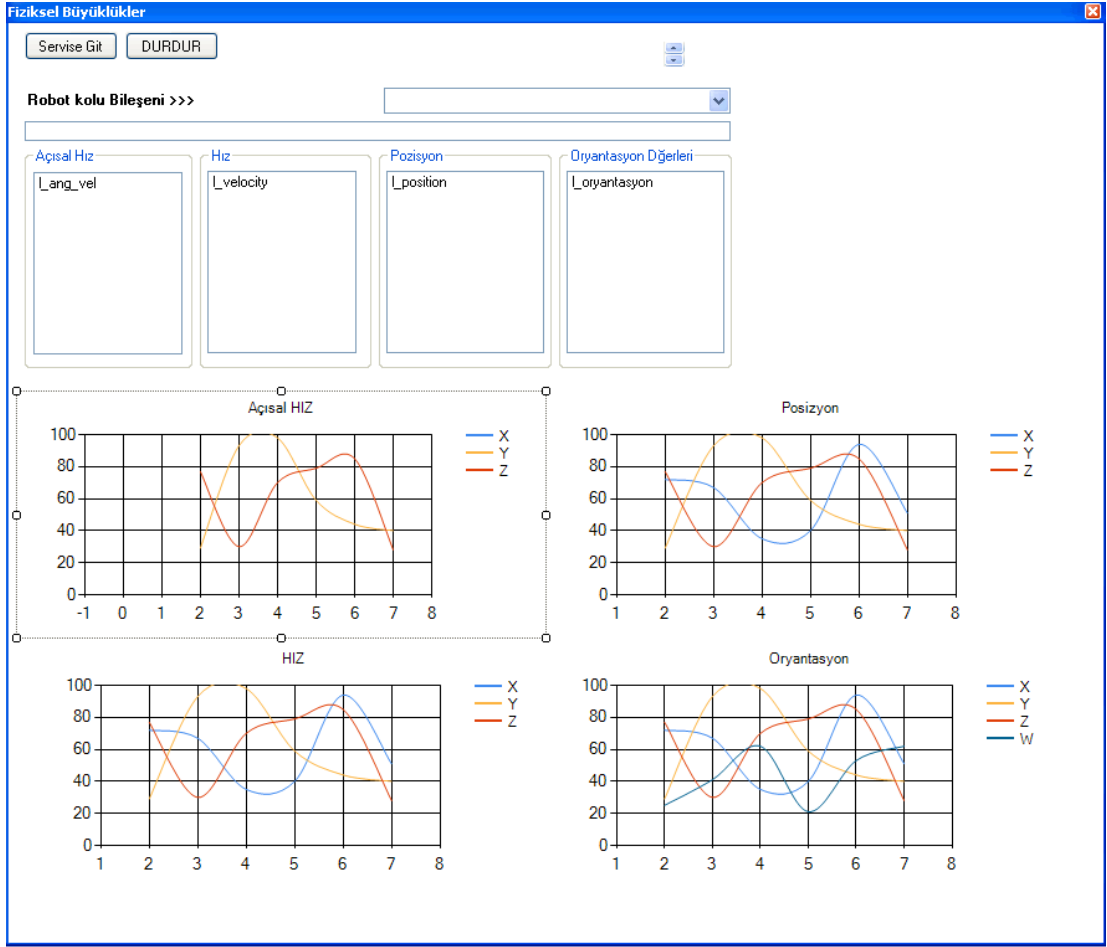 Fiziksel Büyüklükler
Servise Git DURDUR
Robot kolu Bileşeni >>>
Açısal Hız Hız Pozisyon Oryantasyon Dğerleri
l_ang_vel l_velocity l_position l_oryantasyon
Açısal HIZ
100
80
60
40
20
0
-1 0 1 2 3 4 5 6 7 8
X
Y
Z
Posizyon
100
80
60
40
20
0
1 2 3 4 5 6 7 8
X
Y
Z
HIZ
100
80
60
40
20
0
1 2 3 4 5 6 7 8
X
Y
Z
Oryantasyon
100
80
60
40
20
0
1 2 3 4 5 6 7 8
X
Y
Z
W